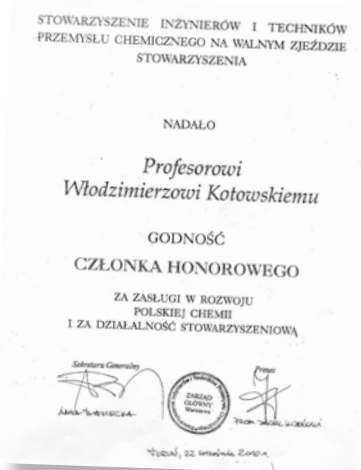 STOWARZYSZENIE INŻYNIERÓW I TECHNIKÓW
PRZEMYSŁU CHEMICZNEGO NA WALNYM ZJEŹDZIE
STOWARZYSZENIA
NADAŁO
Profesorowi
Włodzimierzowi Kotowskiemu
GODNOŚĆ
CZŁONKA HONOROWEGO
ZA ZASŁUGI W ROZWOJU
POLSKIEJ CHEMII
I ZA DZIAŁALNOŚĆ STOWARZYSZENIOWĄ
Sekretarz Generalny
Prezes
ZARZĄD
GŁÓWNY
Warszawa
Toruń, 22 września 2010 r.